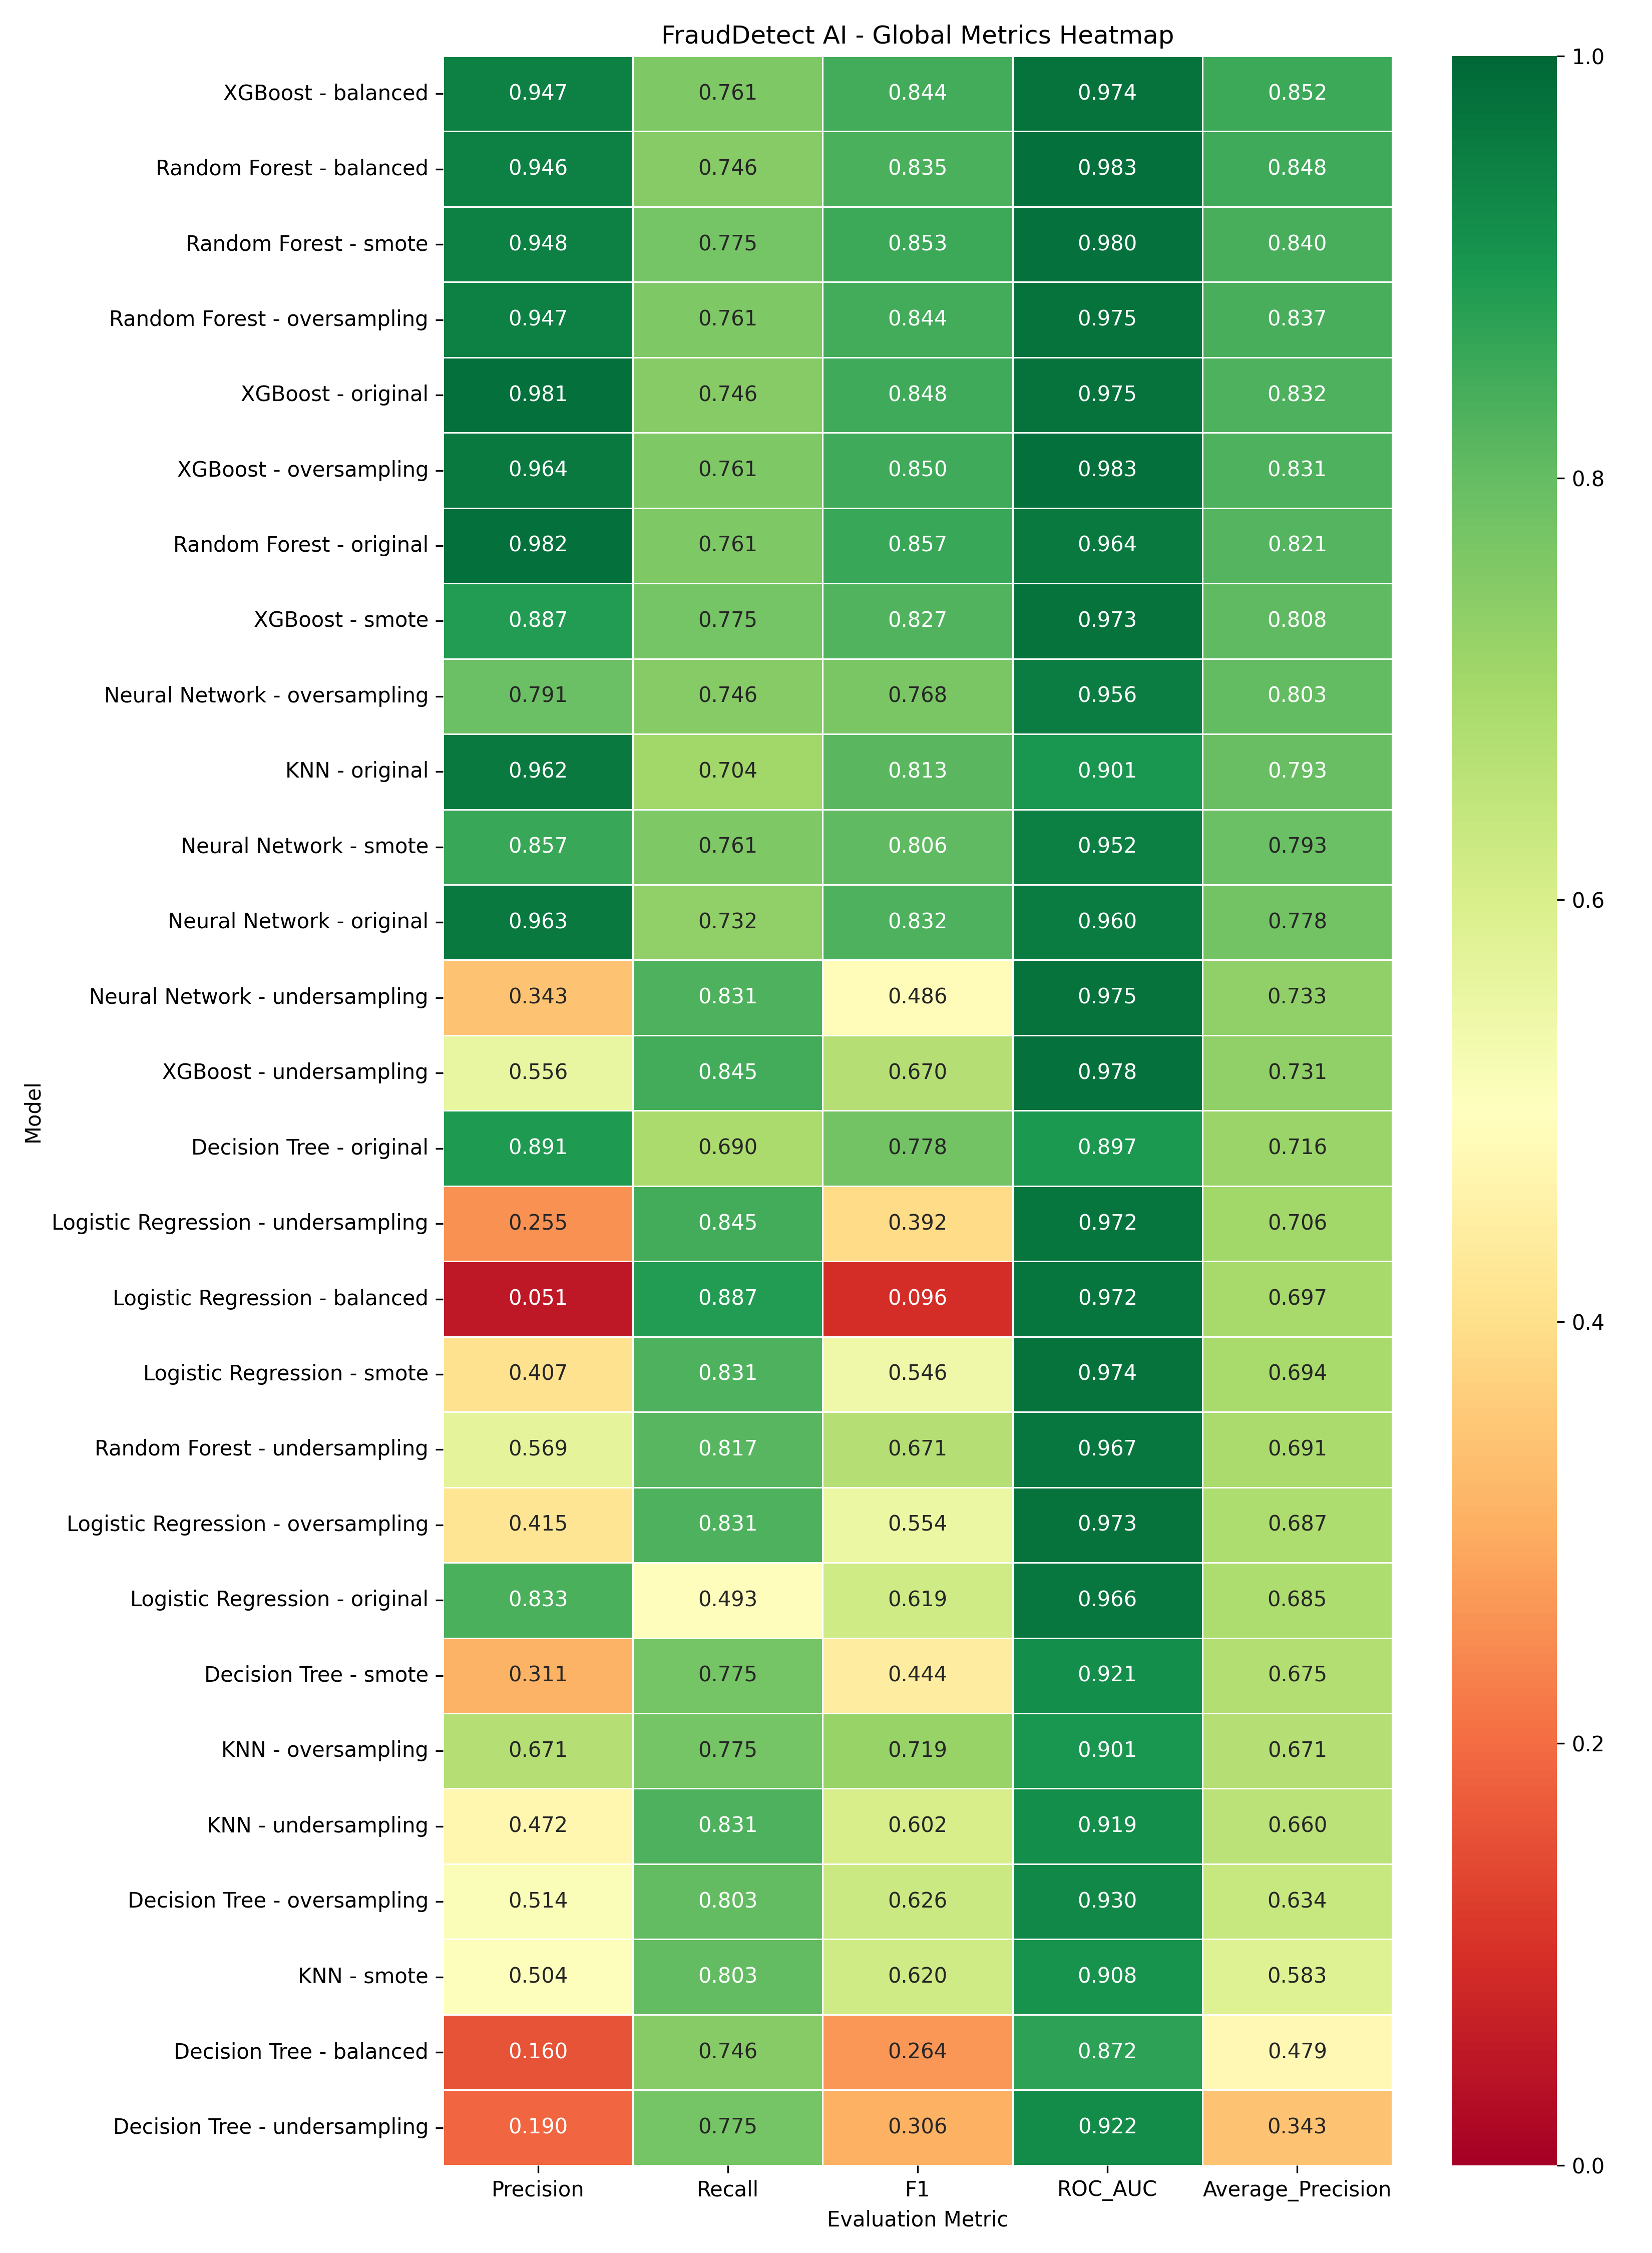 FraudDetect AI - Global Metrics Heatmap
XGBoost - balanced 0.947 0.761 0.844 0.974 0.852
Random Forest - balanced 0.946 0.746 0.835 0.983 0.848
Random Forest - smote 0.948 0.775 0.853 0.980 0.840
Random Forest - oversampling 0.947 0.761 0.844 0.975 0.837
XGBoost - original 0.981 0.746 0.848 0.975 0.832
XGBoost - oversampling 0.964 0.761 0.850 0.983 0.831
Random Forest - original 0.982 0.761 0.857 0.964 0.821
XGBoost - smote 0.887 0.775 0.827 0.973 0.808
Neural Network - oversampling 0.791 0.746 0.768 0.956 0.803
KNN - original 0.962 0.704 0.813 0.901 0.793
Neural Network - smote 0.857 0.761 0.806 0.952 0.793
Neural Network - original 0.963 0.732 0.832 0.960 0.778
Neural Network - undersampling 0.343 0.831 0.486 0.975 0.733
XGBoost - undersampling 0.556 0.845 0.670 0.978 0.731
Decision Tree - original 0.891 0.690 0.778 0.897 0.716
Logistic Regression - undersampling 0.255 0.845 0.392 0.972 0.706
Logistic Regression - balanced 0.051 0.887 0.096 0.972 0.697
Logistic Regression - smote 0.407 0.831 0.546 0.974 0.694
Random Forest - undersampling 0.569 0.817 0.671 0.967 0.691
Logistic Regression - oversampling 0.415 0.831 0.554 0.973 0.687
Logistic Regression - original 0.833 0.493 0.619 0.966 0.685
Decision Tree - smote 0.311 0.775 0.444 0.921 0.675
KNN - oversampling 0.671 0.775 0.719 0.901 0.671
KNN - undersampling 0.472 0.831 0.602 0.919 0.660
Decision Tree - oversampling 0.514 0.803 0.626 0.930 0.634
KNN - smote 0.504 0.803 0.620 0.908 0.583
Decision Tree - balanced 0.160 0.746 0.264 0.872 0.479
Decision Tree - undersampling 0.190 0.775 0.306 0.922 0.343
Precision Recall F1 ROC_AUC Average_Precision
Evaluation Metric
Model
1.0
0.8
0.6
0.4
0.2
0.0